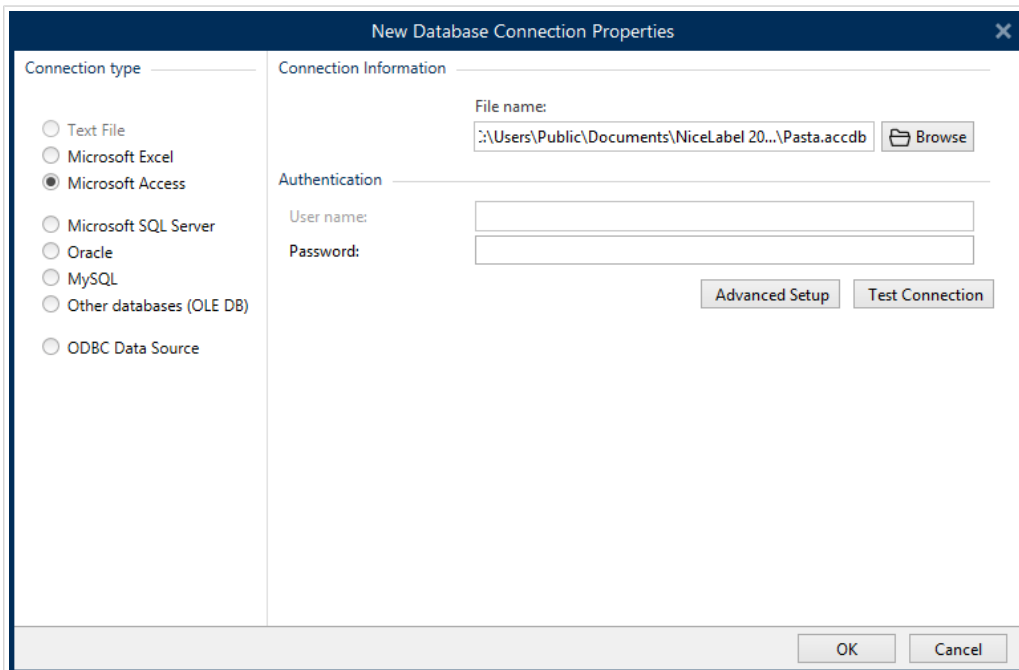 New Database Connection Properties
Connection type
Text File
Microsoft Excel
Microsoft Access
Microsoft SQL Server
Oracle
MySQL
Other databases (OLE DB)
ODBC Data Source
Connection Information
File name:
:\Users\Public\Documents\NiceLabel 20...\Pasta.accdb Browse
Authentication
User name:
Password:
Advanced Setup Test Connection
OK Cancel